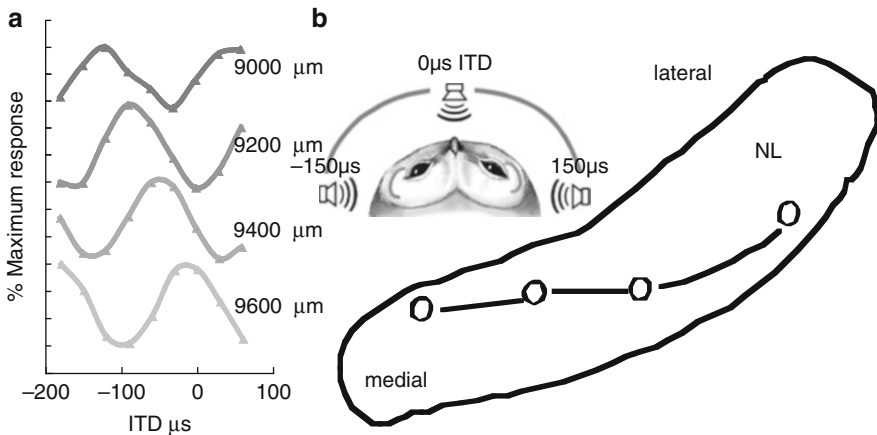 a
% Maximum response
9000 μm
9200 μm
9400 μm
9600 μm
−200 −100 0 100
ITD μs
b
0μs ITD
−150μs
150μs
lateral
NL
medial